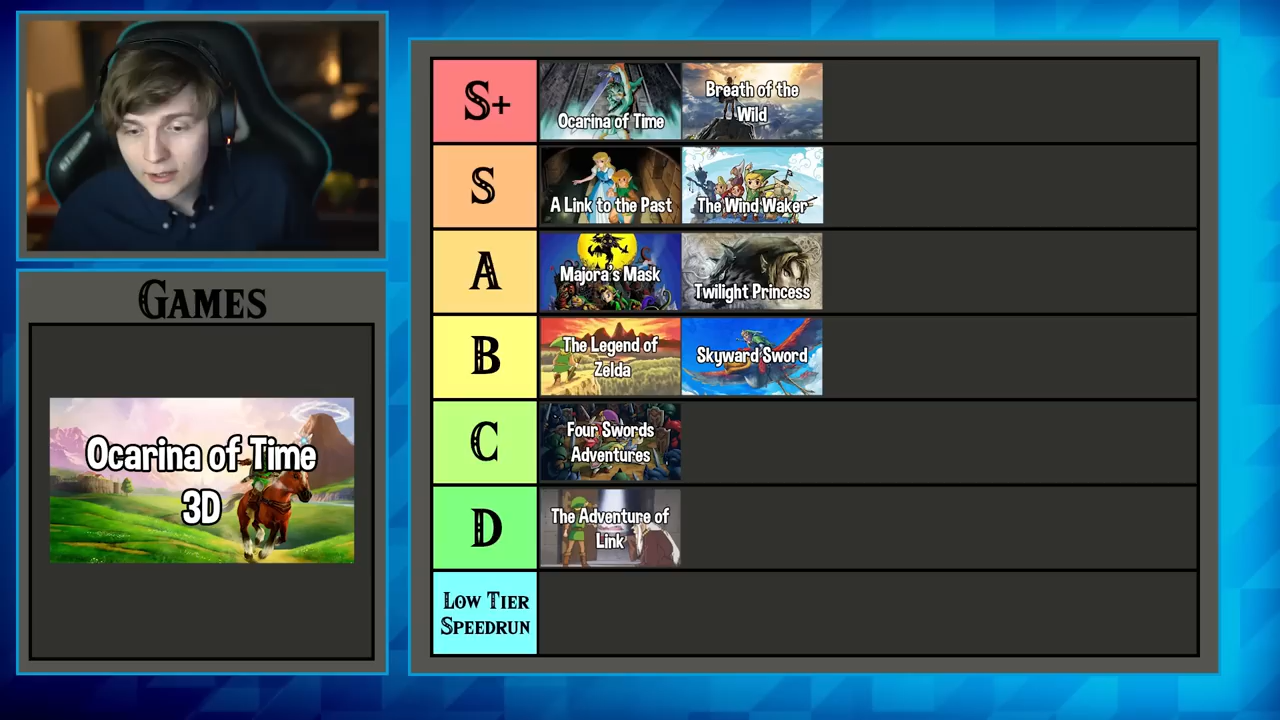 Games
Ocarina of Time
3D
S+
Ocarina of Time
Breath of the
Wild
S
A Link to the Past
The Wind Waker
A
Majora's Mask
Twilight Princess
B
The Legend of
Zelda
Skyward Sword
C
Four Swords
Adventures
D
The Adventure of
Link
Low Tier
Speedrun